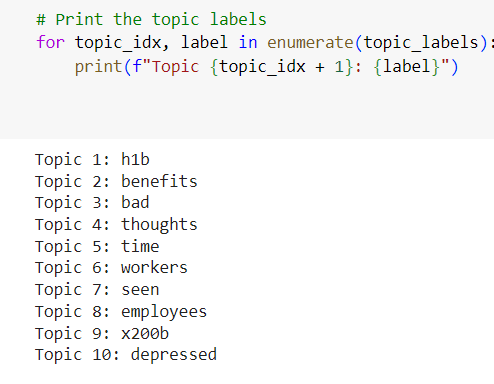 # Print the topic labels
for topic_idx, label in enumerate(topic_labels):
    print(f"Topic {topic_idx + 1}: {label}")
Topic 1: h1b
Topic 2: benefits
Topic 3: bad
Topic 4: thoughts
Topic 5: time
Topic 6: workers
Topic 7: seen
Topic 8: employees
Topic 9: x200b
Topic 10: depressed